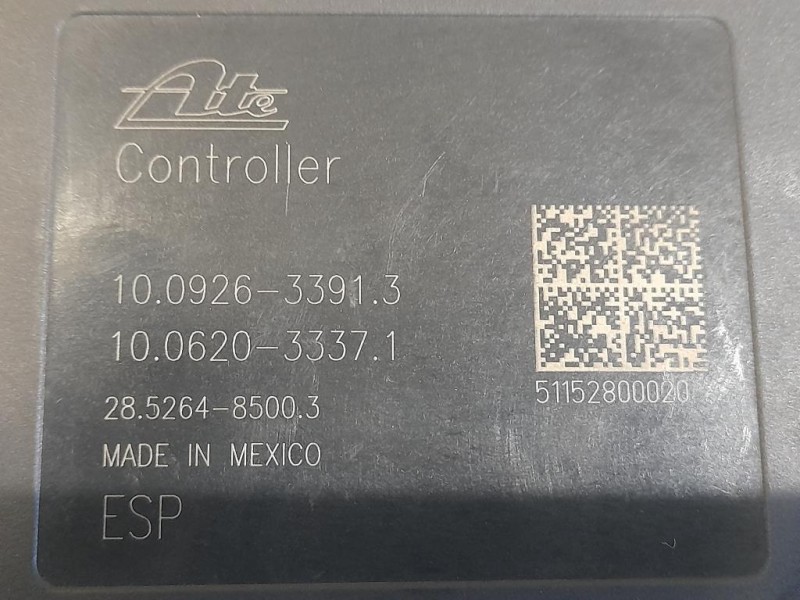 Ate
Controller
10.0926-3391.3
10.0620-3337.1
28.5264-8500.3
MADE IN MEXICO
ESP
51152800020